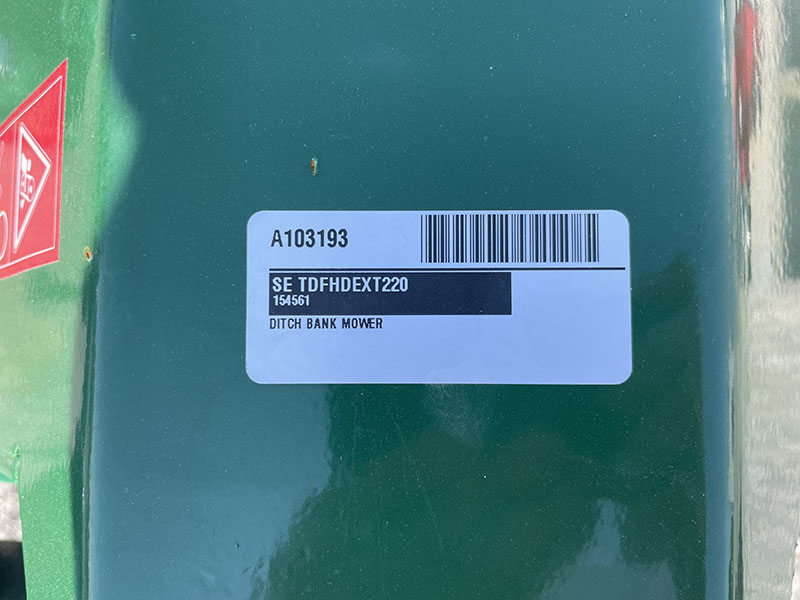 A103193
SE TDFHDEXT220
154561
DITCH BANK MOWER